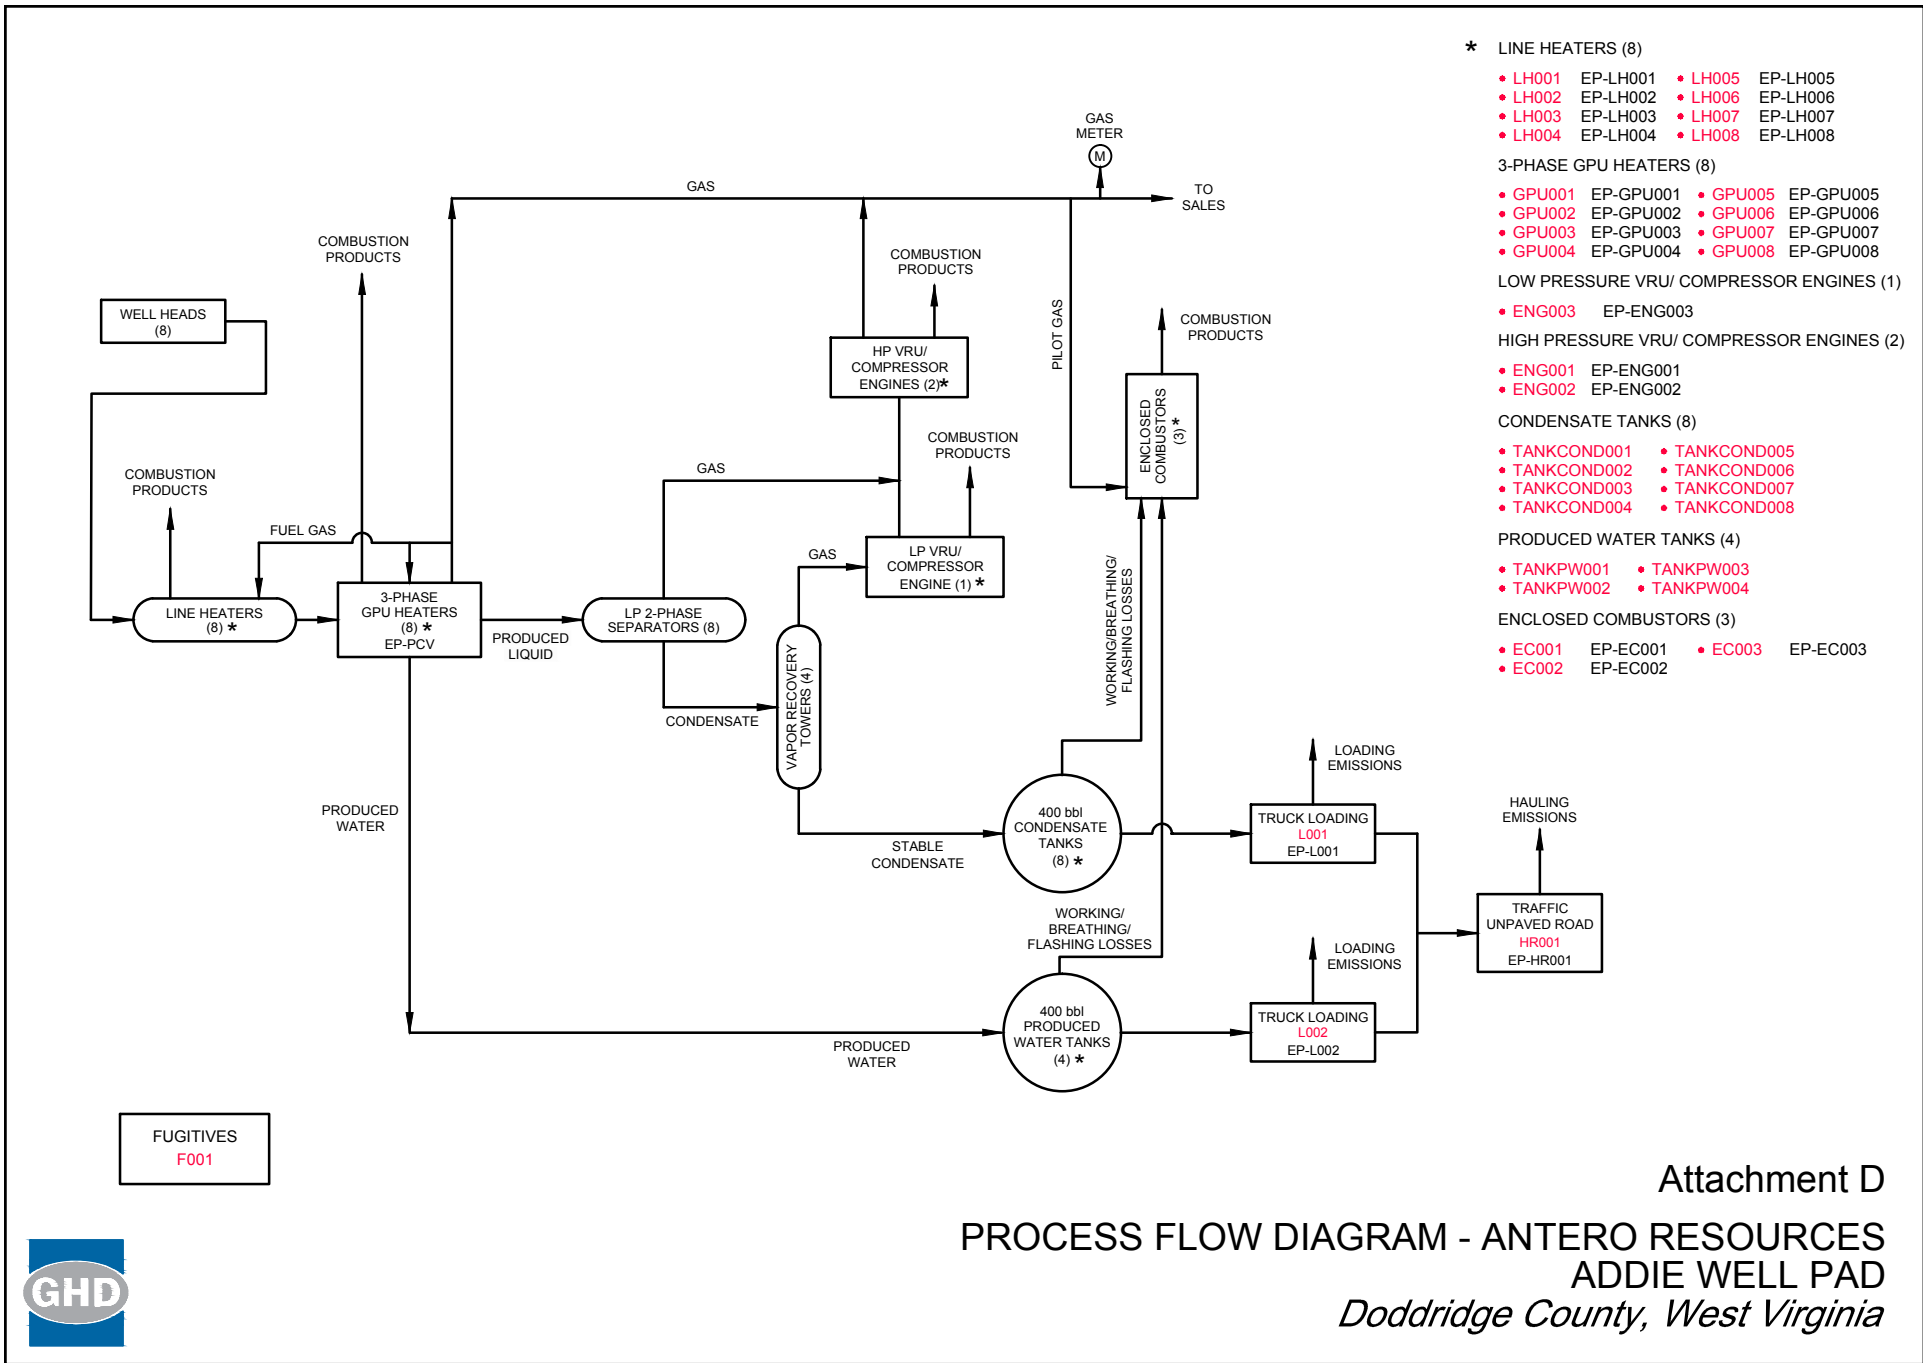 * LINE HEATERS (8)
• LH001 EP-LH001 • LH005 EP-LH005
• LH002 EP-LH002 • LH006 EP-LH006
• LH003 EP-LH003 • LH007 EP-LH007
• LH004 EP-LH004 • LH008 EP-LH008
3-PHASE GPU HEATERS (8)
• GPU001 EP-GPU001 • GPU005 EP-GPU005
• GPU002 EP-GPU002 • GPU006 EP-GPU006
• GPU003 EP-GPU003 • GPU007 EP-GPU007
• GPU004 EP-GPU004 • GPU008 EP-GPU008
LOW PRESSURE VRU/ COMPRESSOR ENGINES (1)
• ENG003 EP-ENG003
HIGH PRESSURE VRU/ COMPRESSOR ENGINES (2)
• ENG001 EP-ENG001
• ENG002 EP-ENG002
CONDENSATE TANKS (8)
• TANKCOND001 • TANKCOND005
• TANKCOND002 • TANKCOND006
• TANKCOND003 • TANKCOND007
• TANKCOND004 • TANKCOND008
PRODUCED WATER TANKS (4)
• TANKPW001 • TANKPW003
• TANKPW002 • TANKPW004
ENCLOSED COMBUSTORS (3)
• EC001 EP-EC001 • EC003 EP-EC003
• EC002 EP-EC002
GAS
METER
M
GAS
TO
SALES
COMBUSTION
PRODUCTS
COMBUSTION
PRODUCTS
WELL HEADS
(8)
PILOT GAS
COMBUSTION
PRODUCTS
HP VRU/
COMPRESSOR
ENGINES (2)*
ENCLOSED
COMBUSTORS
(3) *
COMBUSTION
PRODUCTS
COMBUSTION
PRODUCTS
GAS
FUEL GAS
GAS
LP VRU/
COMPRESSOR
ENGINE (1) *
LINE HEATERS
(8) *
3-PHASE
GPU HEATERS
(8) *
EP-PCV
PRODUCED
LIQUID
LP 2-PHASE
SEPARATORS (8)
CONDENSATE
VAPOR RECOVERY
TOWERS (4)
WORKING/BREATHING/
FLASHING LOSSES
LOADING
EMISSIONS
PRODUCED
WATER
STABLE
CONDENSATE
400 bbl
CONDENSATE
TANKS
(8) *
TRUCK LOADING
L001
EP-L001
HAULING
EMISSIONS
WORKING/
BREATHING/
FLASHING LOSSES
LOADING
EMISSIONS
TRAFFIC
UNPAVED ROAD
HR001
EP-HR001
PRODUCED
WATER
400 bbl
PRODUCED
WATER TANKS
(4) *
TRUCK LOADING
L002
EP-L002
FUGITIVES
F001
Attachment D
PROCESS FLOW DIAGRAM - ANTERO RESOURCES
ADDIE WELL PAD
Doddridge County, West Virginia
GHD